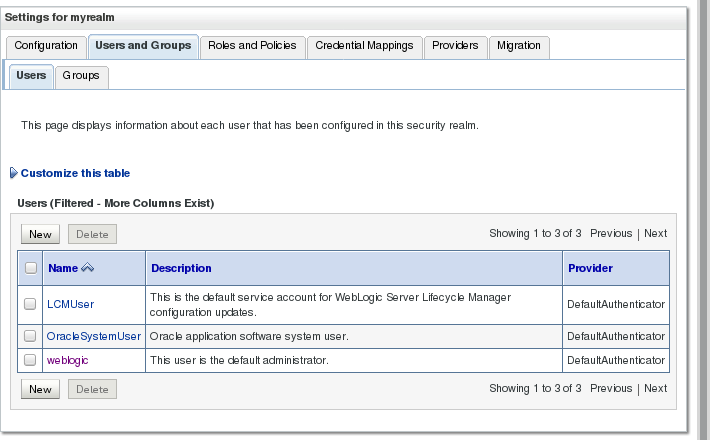 Settings for myrealm
Configuration Users and Groups Roles and Policies Credential Mappings Providers Migration
Users Groups
This page displays information about each user that has been configured in this security realm.
Customize this table
Users (Filtered - More Columns Exist)
New Delete Showing 1 to 3 of 3 Previous | Next
Name Description Provider
LCMUser This is the default service account for WebLogic Server Lifecycle Manager configuration updates. DefaultAuthenticator
OracleSystemUser Oracle application software system user. DefaultAuthenticator
weblogic This user is the default administrator. DefaultAuthenticator
New Delete Showing 1 to 3 of 3 Previous | Next